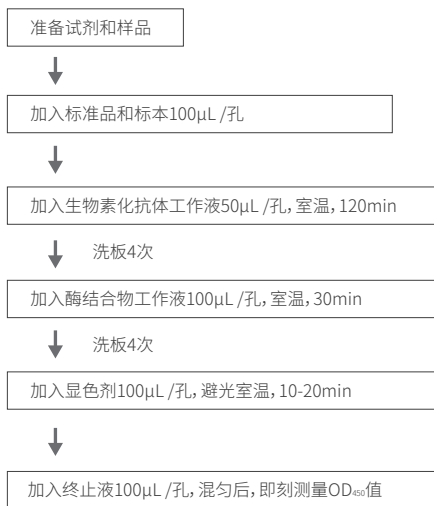 准备试剂和样品
加入标准品和标本100μL /孔
加入生物素化抗体工作液50μL /孔，室温，120min
洗板4次
加入酶结合物工作液100μL /孔，室温，30min
洗板4次
加入显色剂100μL /孔，避光室温，10-20min
加入终止液100μL /孔，混匀后，即刻测量OD₄₅₀值